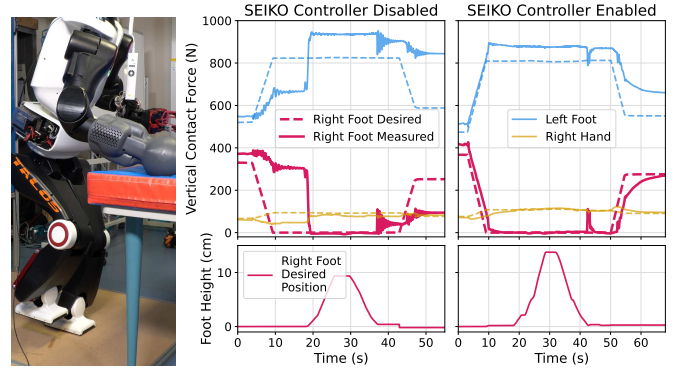 TALOS
SEIKO Controller Disabled
SEIKO Controller Enabled
Vertical Contact Force (N)
1000
800
600
400
200
0
Right Foot Desired
Right Foot Measured
Left Foot
Right Hand
Foot Height (cm)
10
0
Right Foot
Desired
Position
0 10 20 30 40 50
Time (s)
0 10 20 30 40 50 60
Time (s)